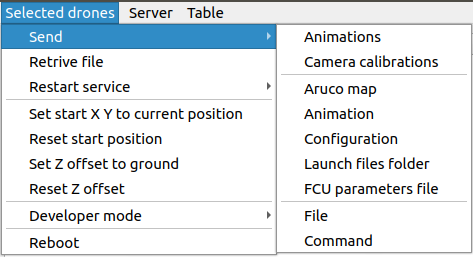 Selected drones Server Table
Send
Retrive file
Restart service
Set start X Y to current position
Reset start position
Set Z offset to ground
Reset Z offset
Developer mode
Reboot
Animations
Camera calibrations
Aruco map
Animation
Configuration
Launch files folder
FCU parameters file
File
Command